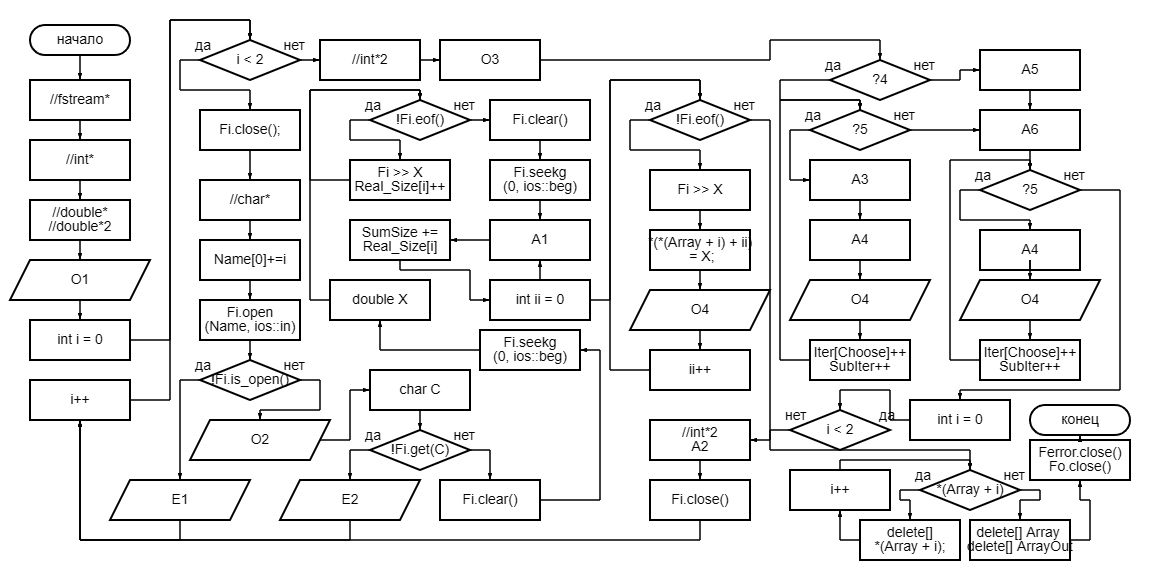 начало
//fstream*
//int*
//double*
//double*2
O1
int i = 0
i++
да
нет
i < 2
Fi.close();
//char*
Name[0]+=i
Fi.open
(Name, ios::in)
да
нет
!Fi.is_open()
O2
E1
//int*2
O3
да
нет
!Fi.eof()
Fi >> X
Real_Size[i]++
Fi.clear()
Fi.seekg
(0, ios::beg)
SumSize +=
Real_Size[i]
A1
double X
int ii = 0
Fi.seekg
(0, ios::beg)
char C
да
нет
!Fi.get(C)
E2
Fi.clear()
да
нет
!Fi.eof()
Fi >> X
*(*(Array + i) + ii)
= X;
O4
ii++
//int*2
A2
Fi.close()
да
нет
?4
да
нет
?5
A3
A4
O4
Iter[Choose]++
SubIter++
A5
A6
да
нет
?5
A4
O4
Iter[Choose]++
SubIter++
нет
да
i < 2
int i = 0
i++
да
нет
*(Array + i)
delete[]
*(Array + i);
delete[] Array
delete[] ArrayOut
конец
Ferror.close()
Fo.close()